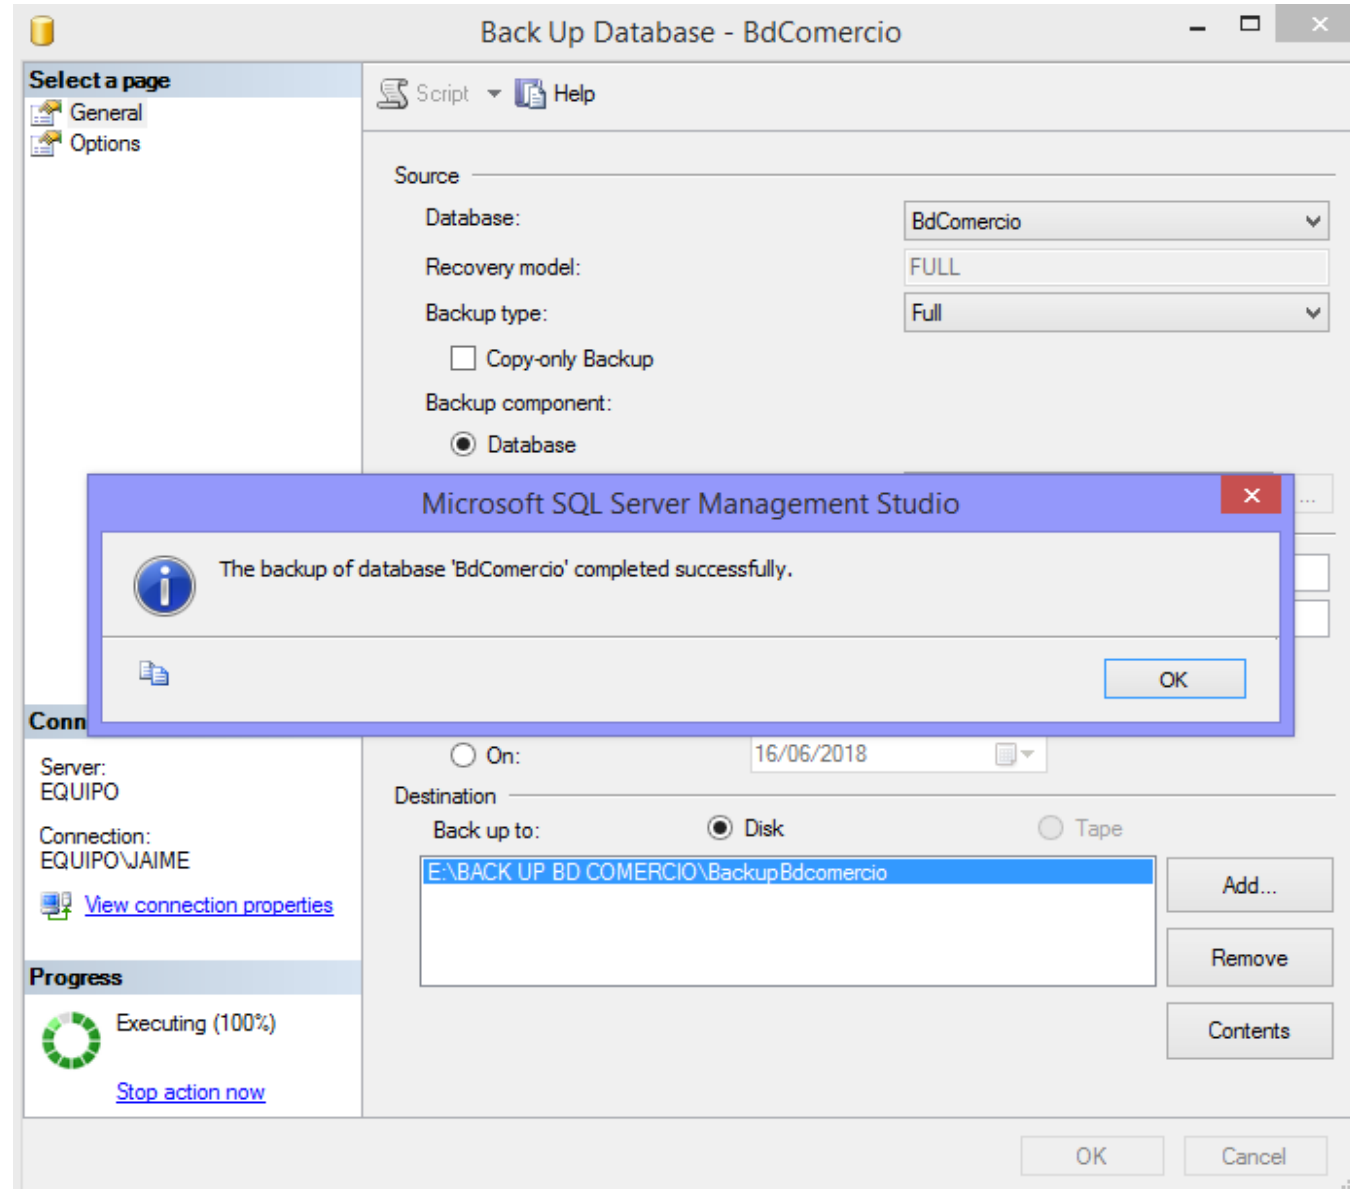 Back Up Database - BdComercio
Select a page
General
Options
Script
Help
Source
Database:
BdComercio
Recovery model:
FULL
Backup type:
Full
Copy-only Backup
Backup component:
Database
...
Microsoft SQL Server Management Studio
The backup of database 'BdComercio' completed successfully.
OK
Conn
Server:
EQUIPO
Connection:
EQUIPO\JAIME
View connection properties
Progress
Executing (100%)
Stop action now
On:
16/06/2018
Destination
Back up to:
Disk
Tape
E:\BACK UP BD COMERCIO\BackupBdcomercio
Add...
Remove
Contents
OK
Cancel